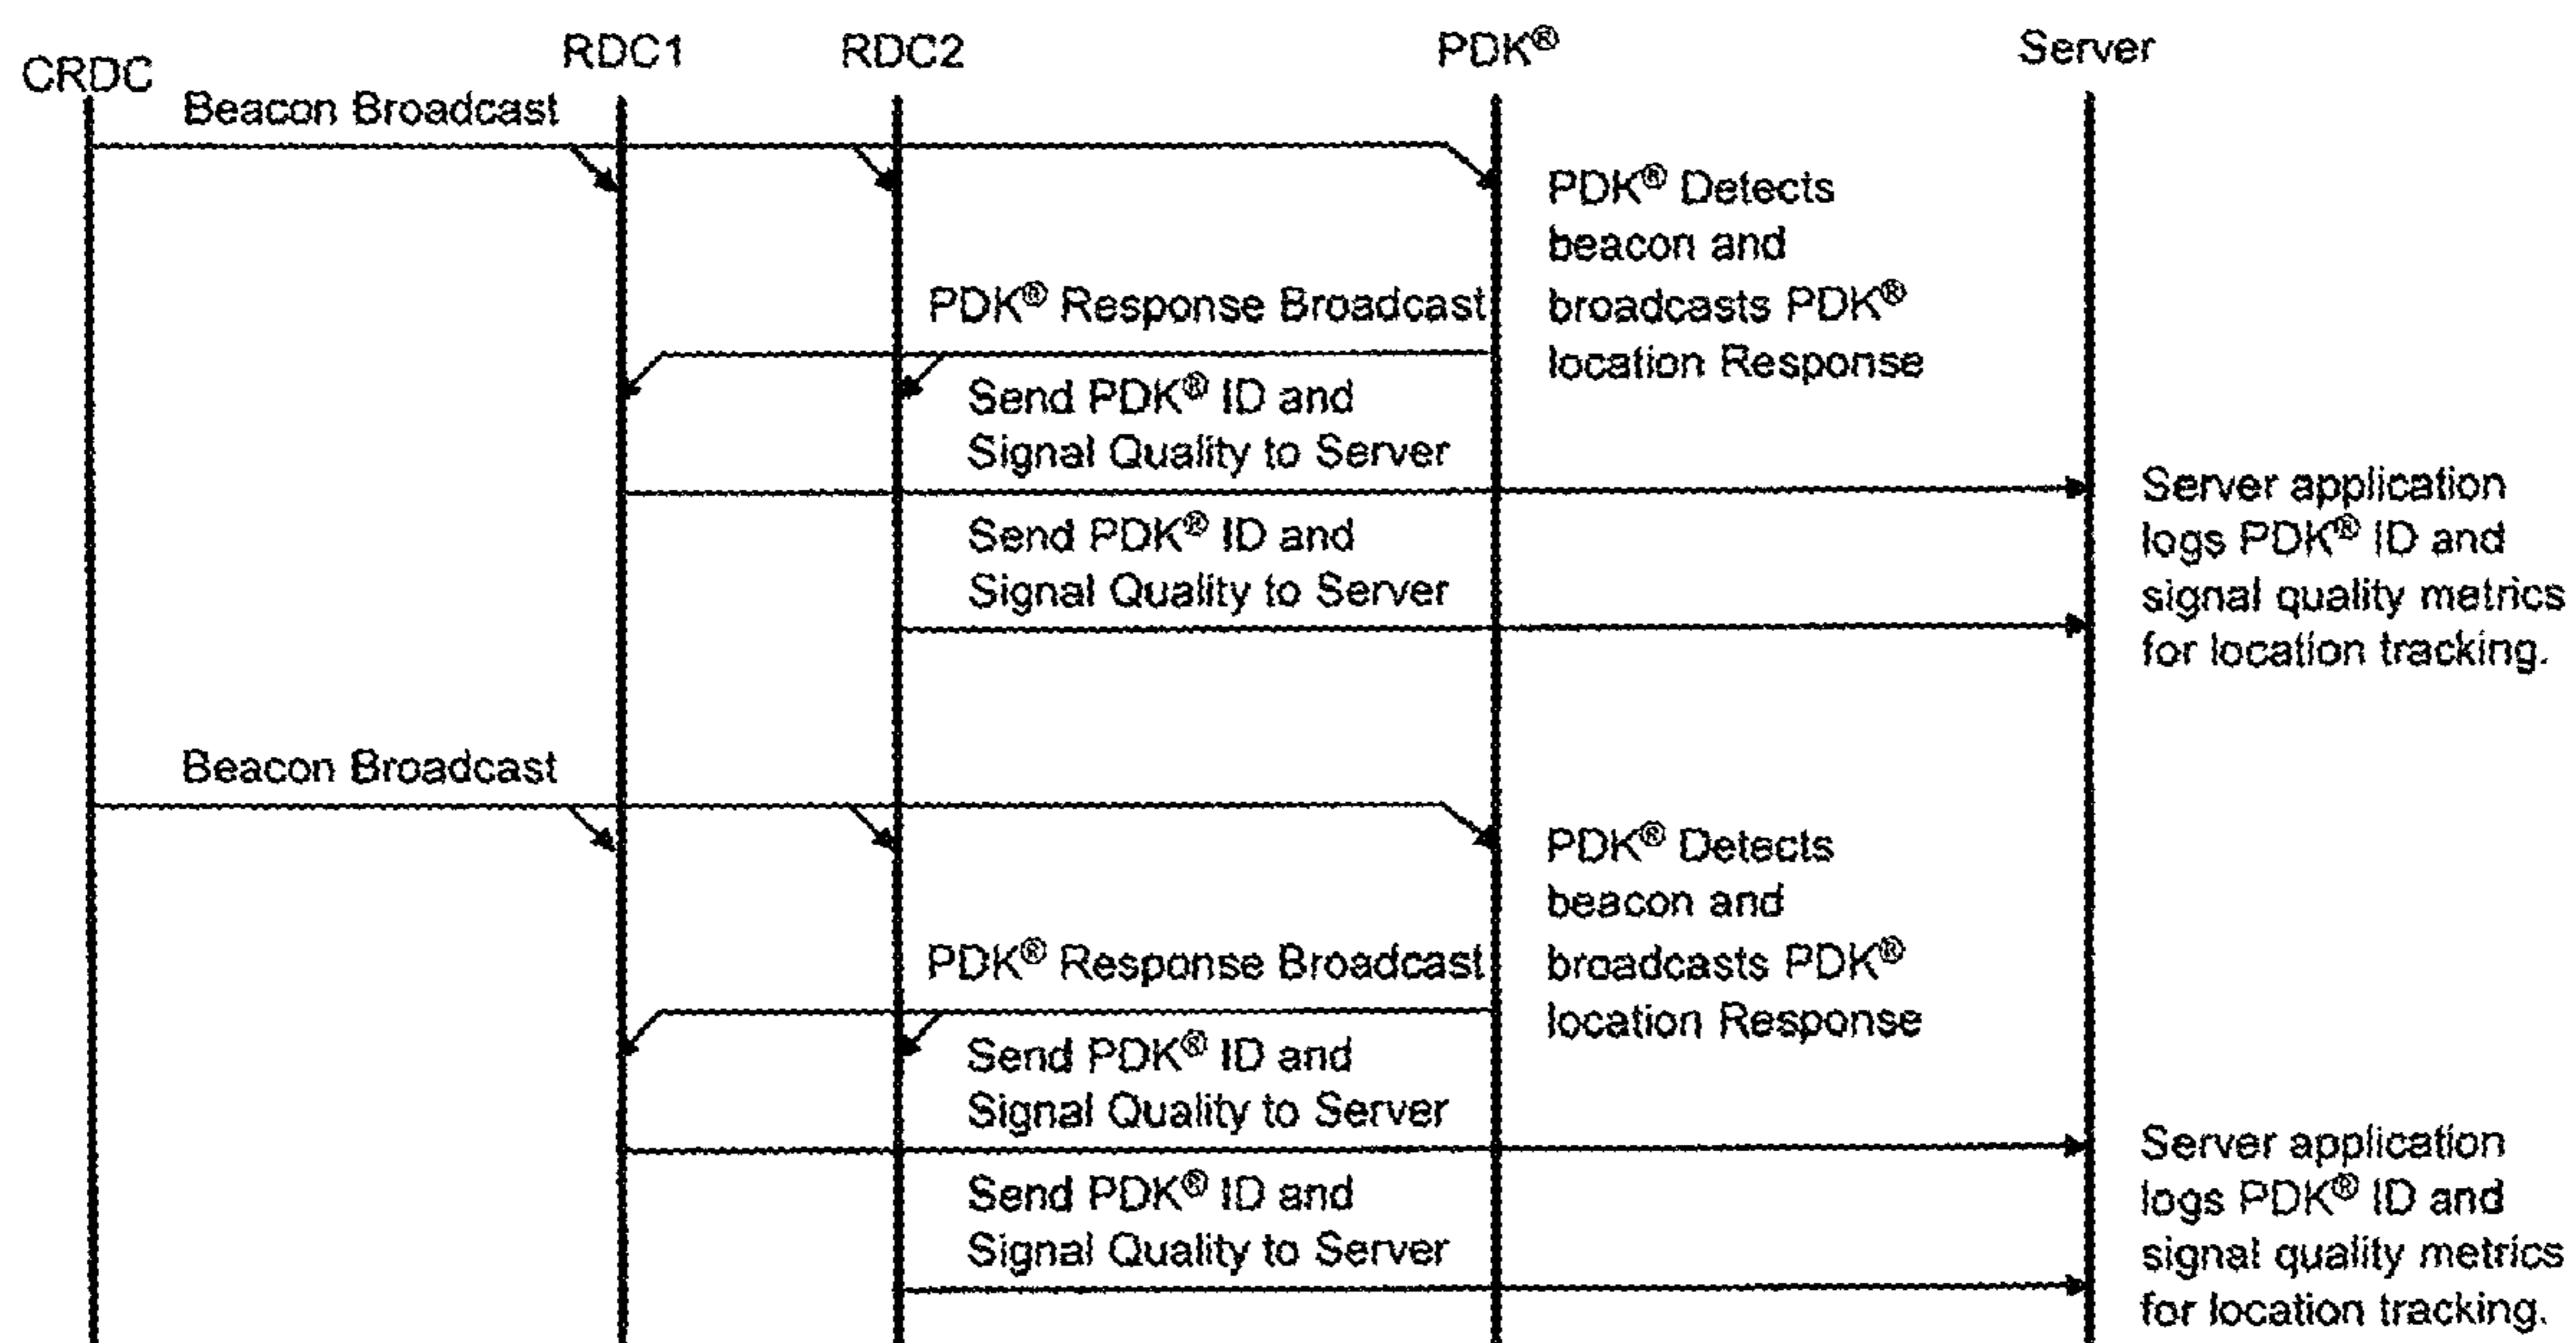 CRDC
RDC1
RDC2
PDK®
Server
Beacon Broadcast
PDK® Detects
beacon and
broadcasts PDK®
location Response
PDK® Response Broadcast
Send PDK® ID and
Signal Quality to Server
Send PDK® ID and
Signal Quality to Server
Server application
logs PDK® ID and
signal quality metrics
for location tracking.
Beacon Broadcast
PDK® Detects
beacon and
broadcasts PDK®
location Response
PDK® Response Broadcast
Send PDK® ID and
Signal Quality to Server
Send PDK® ID and
Signal Quality to Server
Server application
logs PDK® ID and
signal quality metrics
for location tracking.